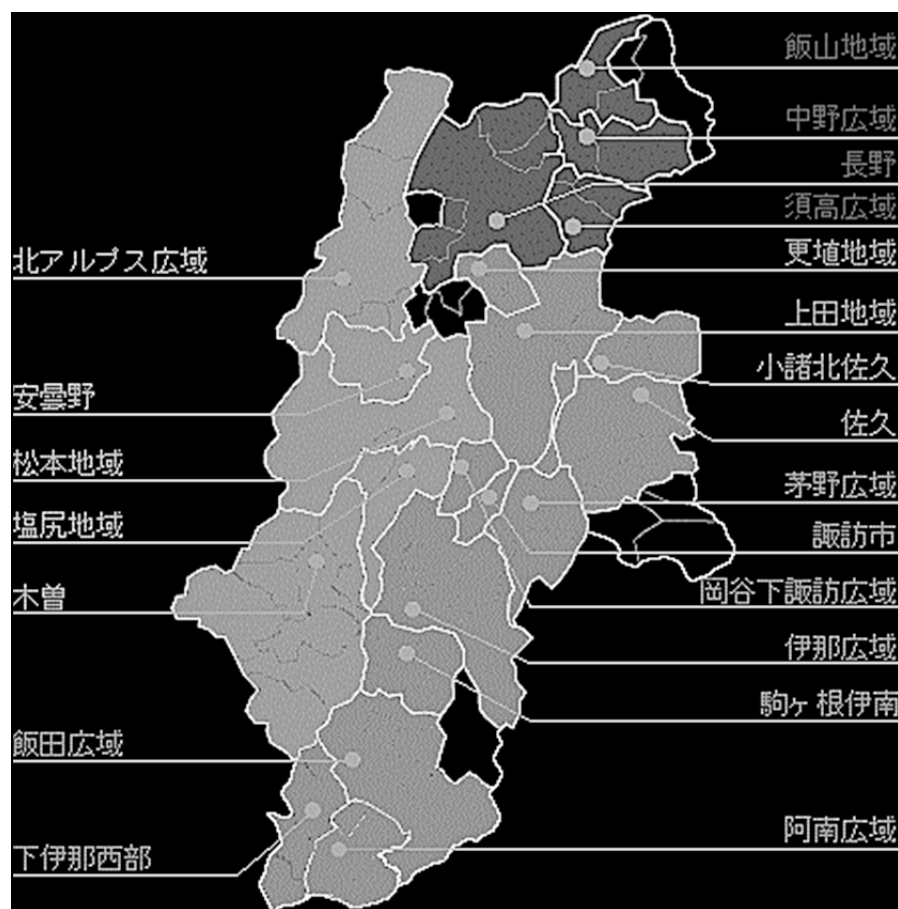 飯山地域
中野広域
長野
須高広域
更埴地域
上田地域
小諸北佐久
佐久
茅野広域
諏訪市
岡谷下諏訪広域
伊那広域
駒ヶ根伊南
阿南広域
北アルプス広域
安曇野
松本地域
塩尻地域
木曽
飯田広域
下伊那西部